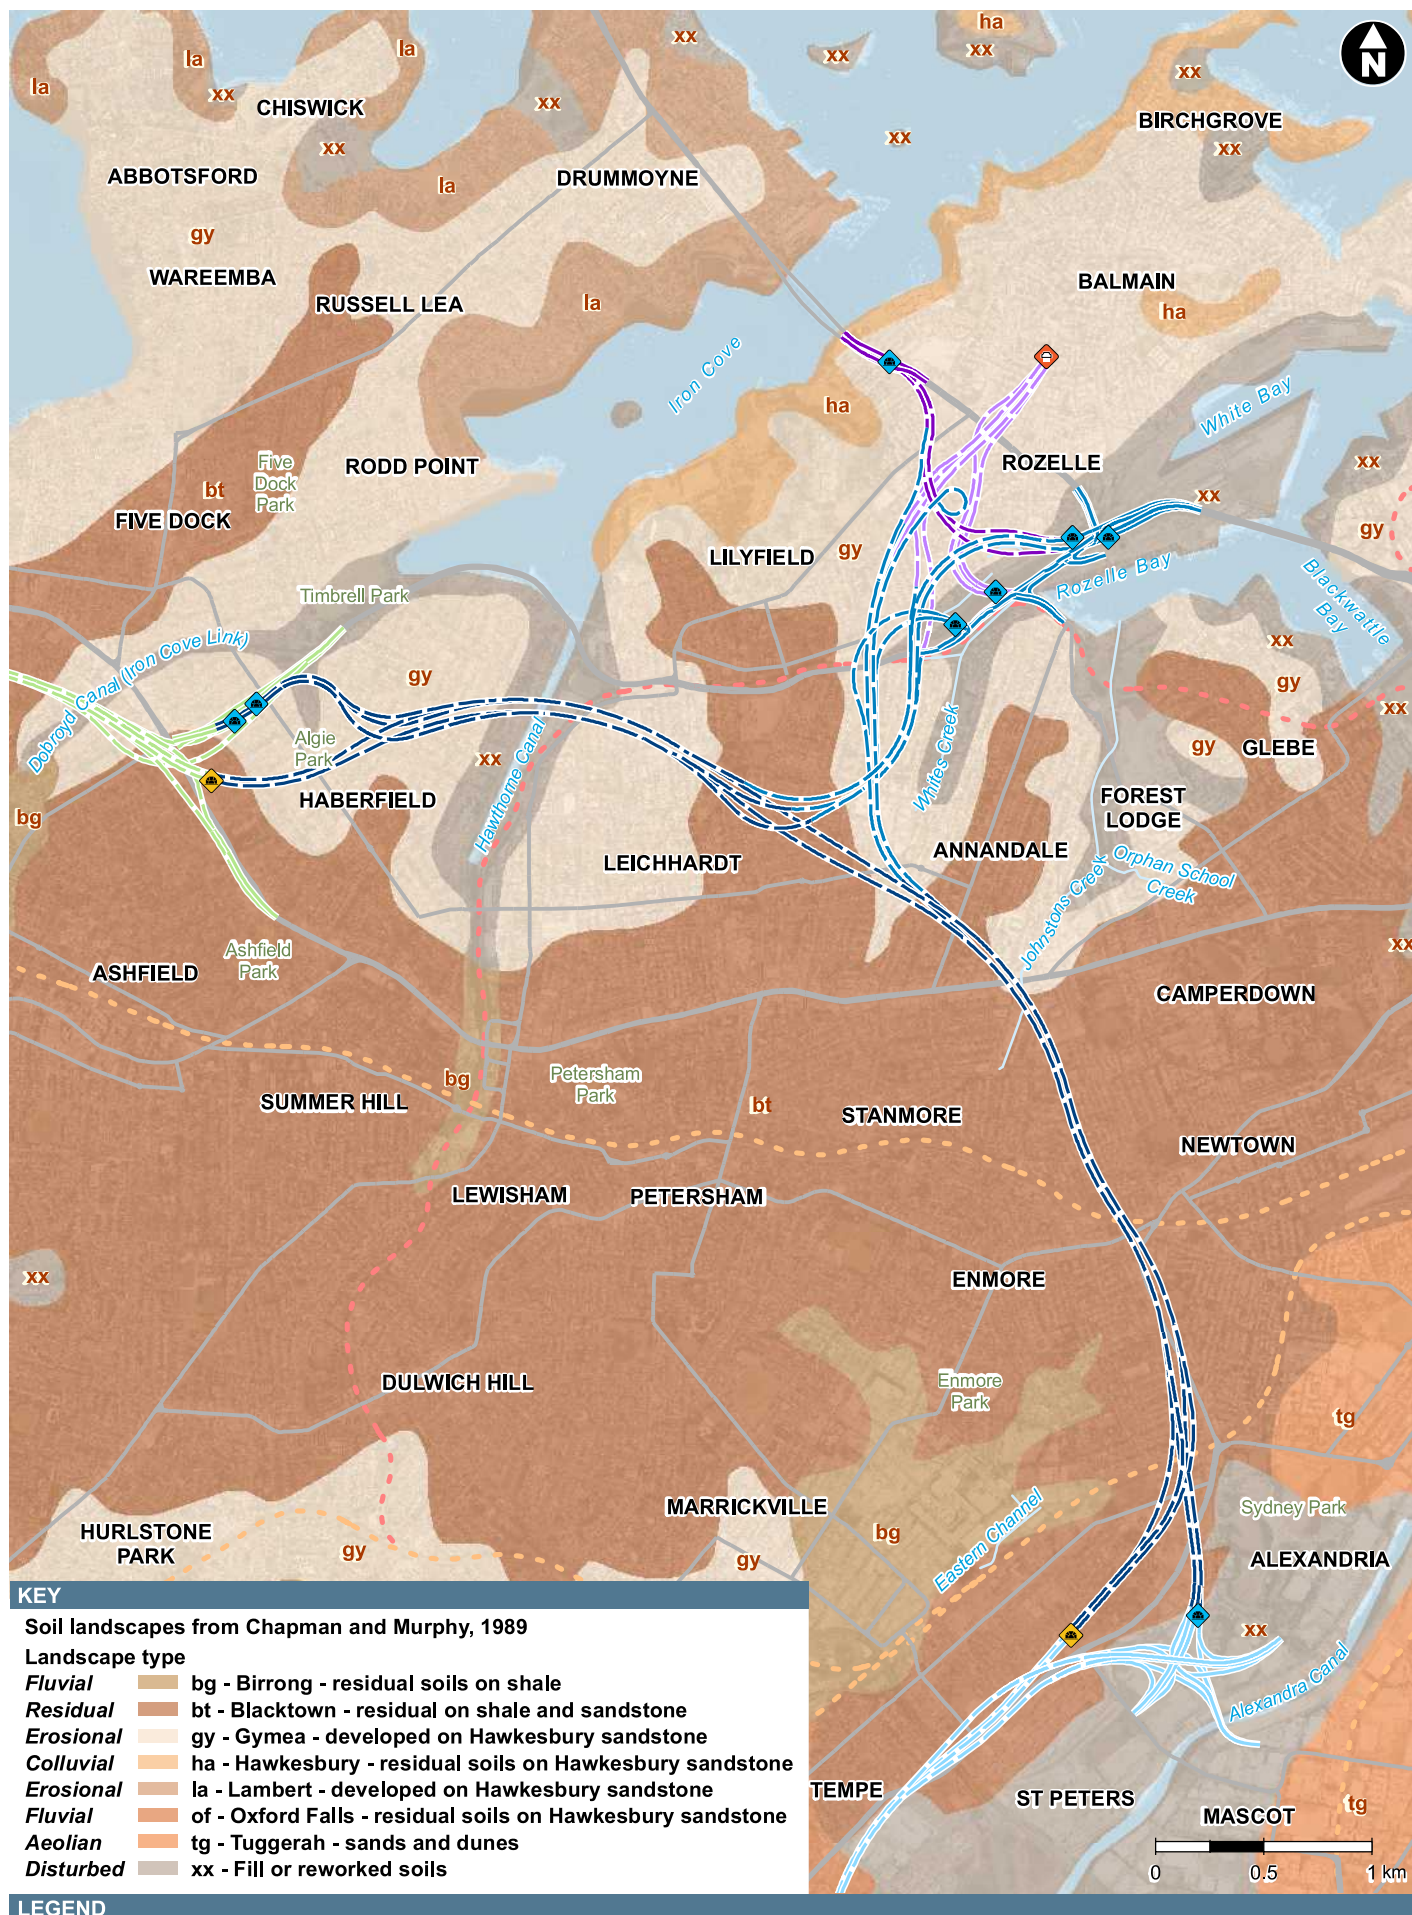 ha
xx
la
xx
xx
la
N
la
xx
xx
la
CHISWICK
xx
BIRCHGROVE
xx
xx
xx
ABBOTSFORD
la
DRUMMOYNE
gy
WAREEMBA
RUSSELL LEA
la
BALMAIN
ha
Iron Cove
ha
White Bay
Five
Dock
Park
RODD POINT
ROZELLE
xx
bt
xx
FIVE DOCK
gy
LILYFIELD
gy
Rozelle Bay
Blackwattle
Bay
Timbrell Park
Dobroyd Canal (Iron Cove Link)
xx
gy
gy
xx
Algie
Park
xx
Hawthorne Canal
Whites Creek
gy
GLEBE
HABERFIELD
bg
FOREST
LODGE
LEICHHARDT
ANNANDALE
Orphan School
Creek
Johnstons Creek
Ashfield
Park
xx
ASHFIELD
CAMPERDOWN
bg
Petersham
Park
SUMMER HILL
bt
STANMORE
NEWTOWN
LEWISHAM
PETERSHAM
xx
ENMORE
DULWICH HILL
Enmore
Park
tg
MARRICKVILLE
Sydney Park
HURLSTONE
PARK
gy
gy
bg
Eastern Channel
ALEXANDRIA
xx
Alexandra Canal
TEMPE
ST PETERS
MASCOT
tg
0 0.5 1 km
KEY
Soil landscapes from Chapman and Murphy, 1989
Landscape type
Fluvial bg - Birrong - residual soils on shale
Residual bt - Blacktown - residual on shale and sandstone
Erosional gy - Gymea - developed on Hawkesbury sandstone
Colluvial ha - Hawkesbury - residual soils on Hawkesbury sandstone
Erosional la - Lambert - developed on Hawkesbury sandstone
Fluvial of - Oxford Falls - residual soils on Hawkesbury sandstone
Aeolian tg - Tuggerah - sands and dunes
Disturbed xx - Fill or reworked soils
LEGEND